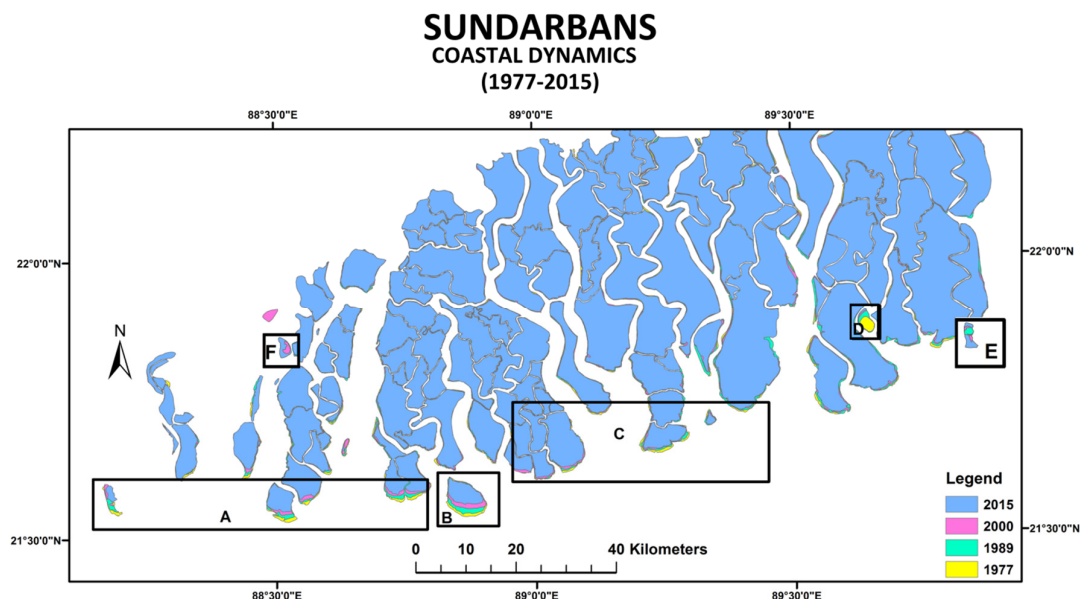 SUNDARBANS
COASTAL DYNAMICS
(1977-2015)
88°30'0"E 89°0'0"E 89°30'0"E
22°0'0"N 22°0'0"N
N
D
F
E
C
A
B
Legend
2015
2000
1989
1977
21°30'0"N 21°30'0"N
0 10 20 40 Kilometers
88°30'0"E 89°0'0"E 89°30'0"E